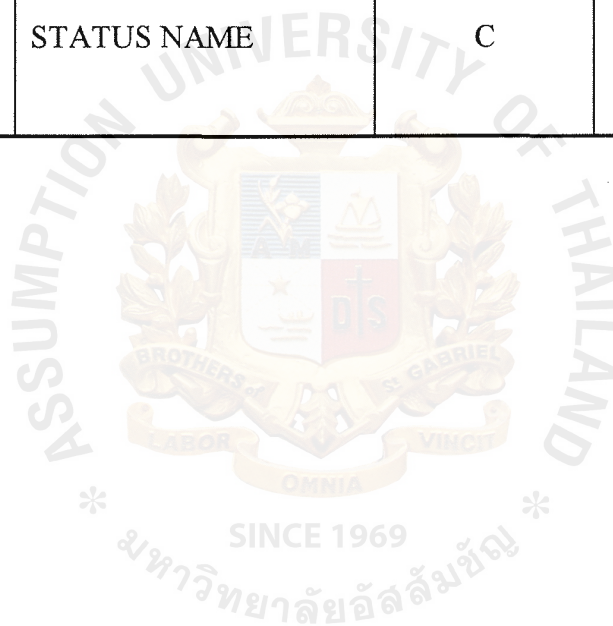 STATUS NAME C
ASSUMPTION UNIVERSITY OF THAILAND
A M
D S
BROTHERS of St GABRIEL
LABOR VINCIT
OMNIA
SINCE 1969
มหาวิทยาลัยอัสสัมชัญ